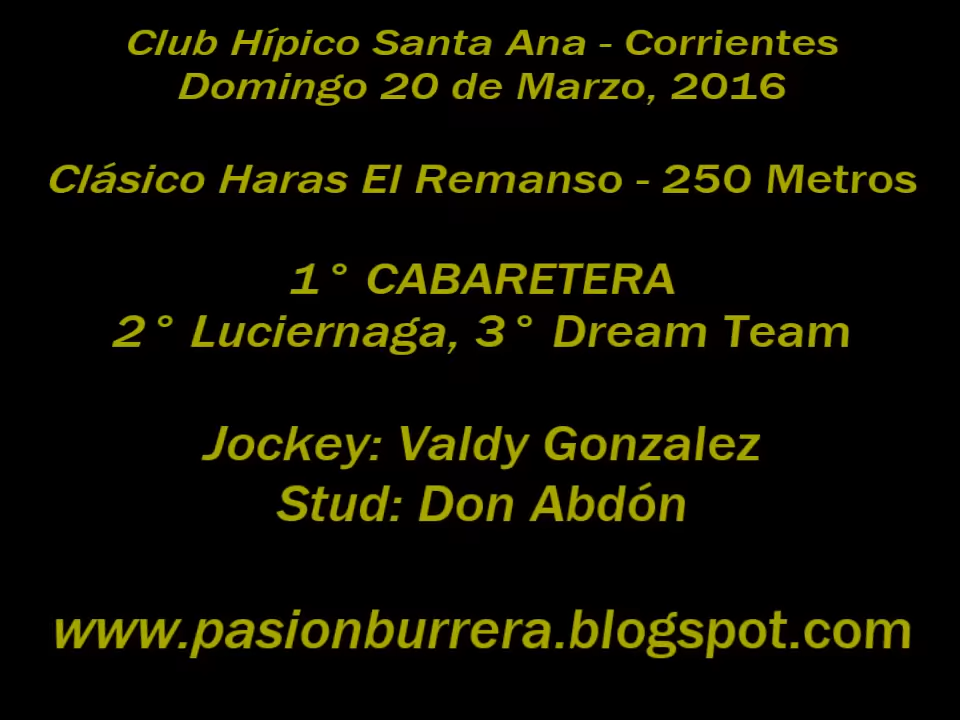 Club Hípico Santa Ana - Corrientes
Domingo 20 de Marzo, 2016
Clásico Haras El Remanso - 250 Metros
1° CABARETERA
2° Luciernaga, 3° Dream Team
Jockey: Valdy Gonzalez
Stud: Don Abdón
www.pasionburrera.blogspot.com